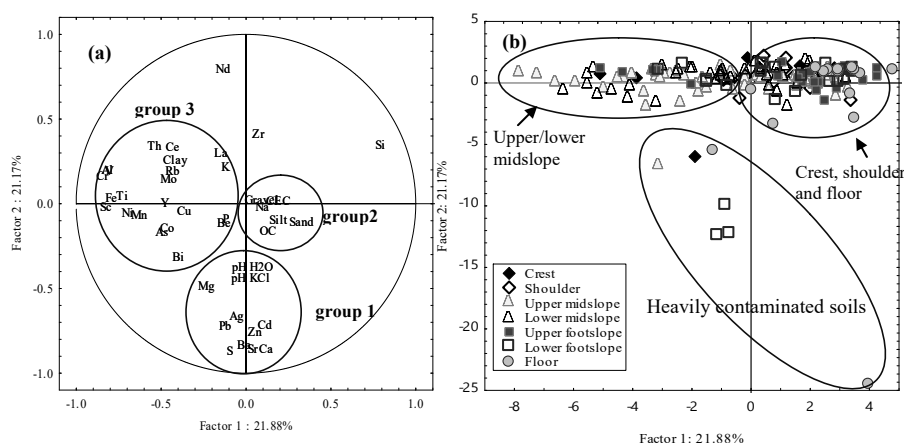 (a)
1.0
0.5
0.0
-0.5
-1.0
-1.0
-0.5
0.0
0.5
1.0
Factor 2 : 21.17%
Factor 1 : 21.88%
Nd
group 3
Zr
Si
Th
Ce
Clay
La
Rb
K
Al
Mo
Fe
Ti
Y
Sc
Ni
Mn
Cu
P
Be
As
Co
Bi
Gravel
CEC
Na
Silt
Sand
OC
group2
pH H2O
pH KCl
Mg
group 1
Ag
Pb
Cd
Zn
Ba
S
Sr
Ca
(b)
5
0
-5
-10
-15
-20
-25
-8
-6
-4
-2
0
2
4
Factor 2: 21.17%
Factor 1: 21.88%
Upper/lower
midslope
Crest, shoulder
and floor
Heavily contaminated soils
Crest
Shoulder
Upper midslope
Lower midslope
Upper footslope
Lower footslope
Floor